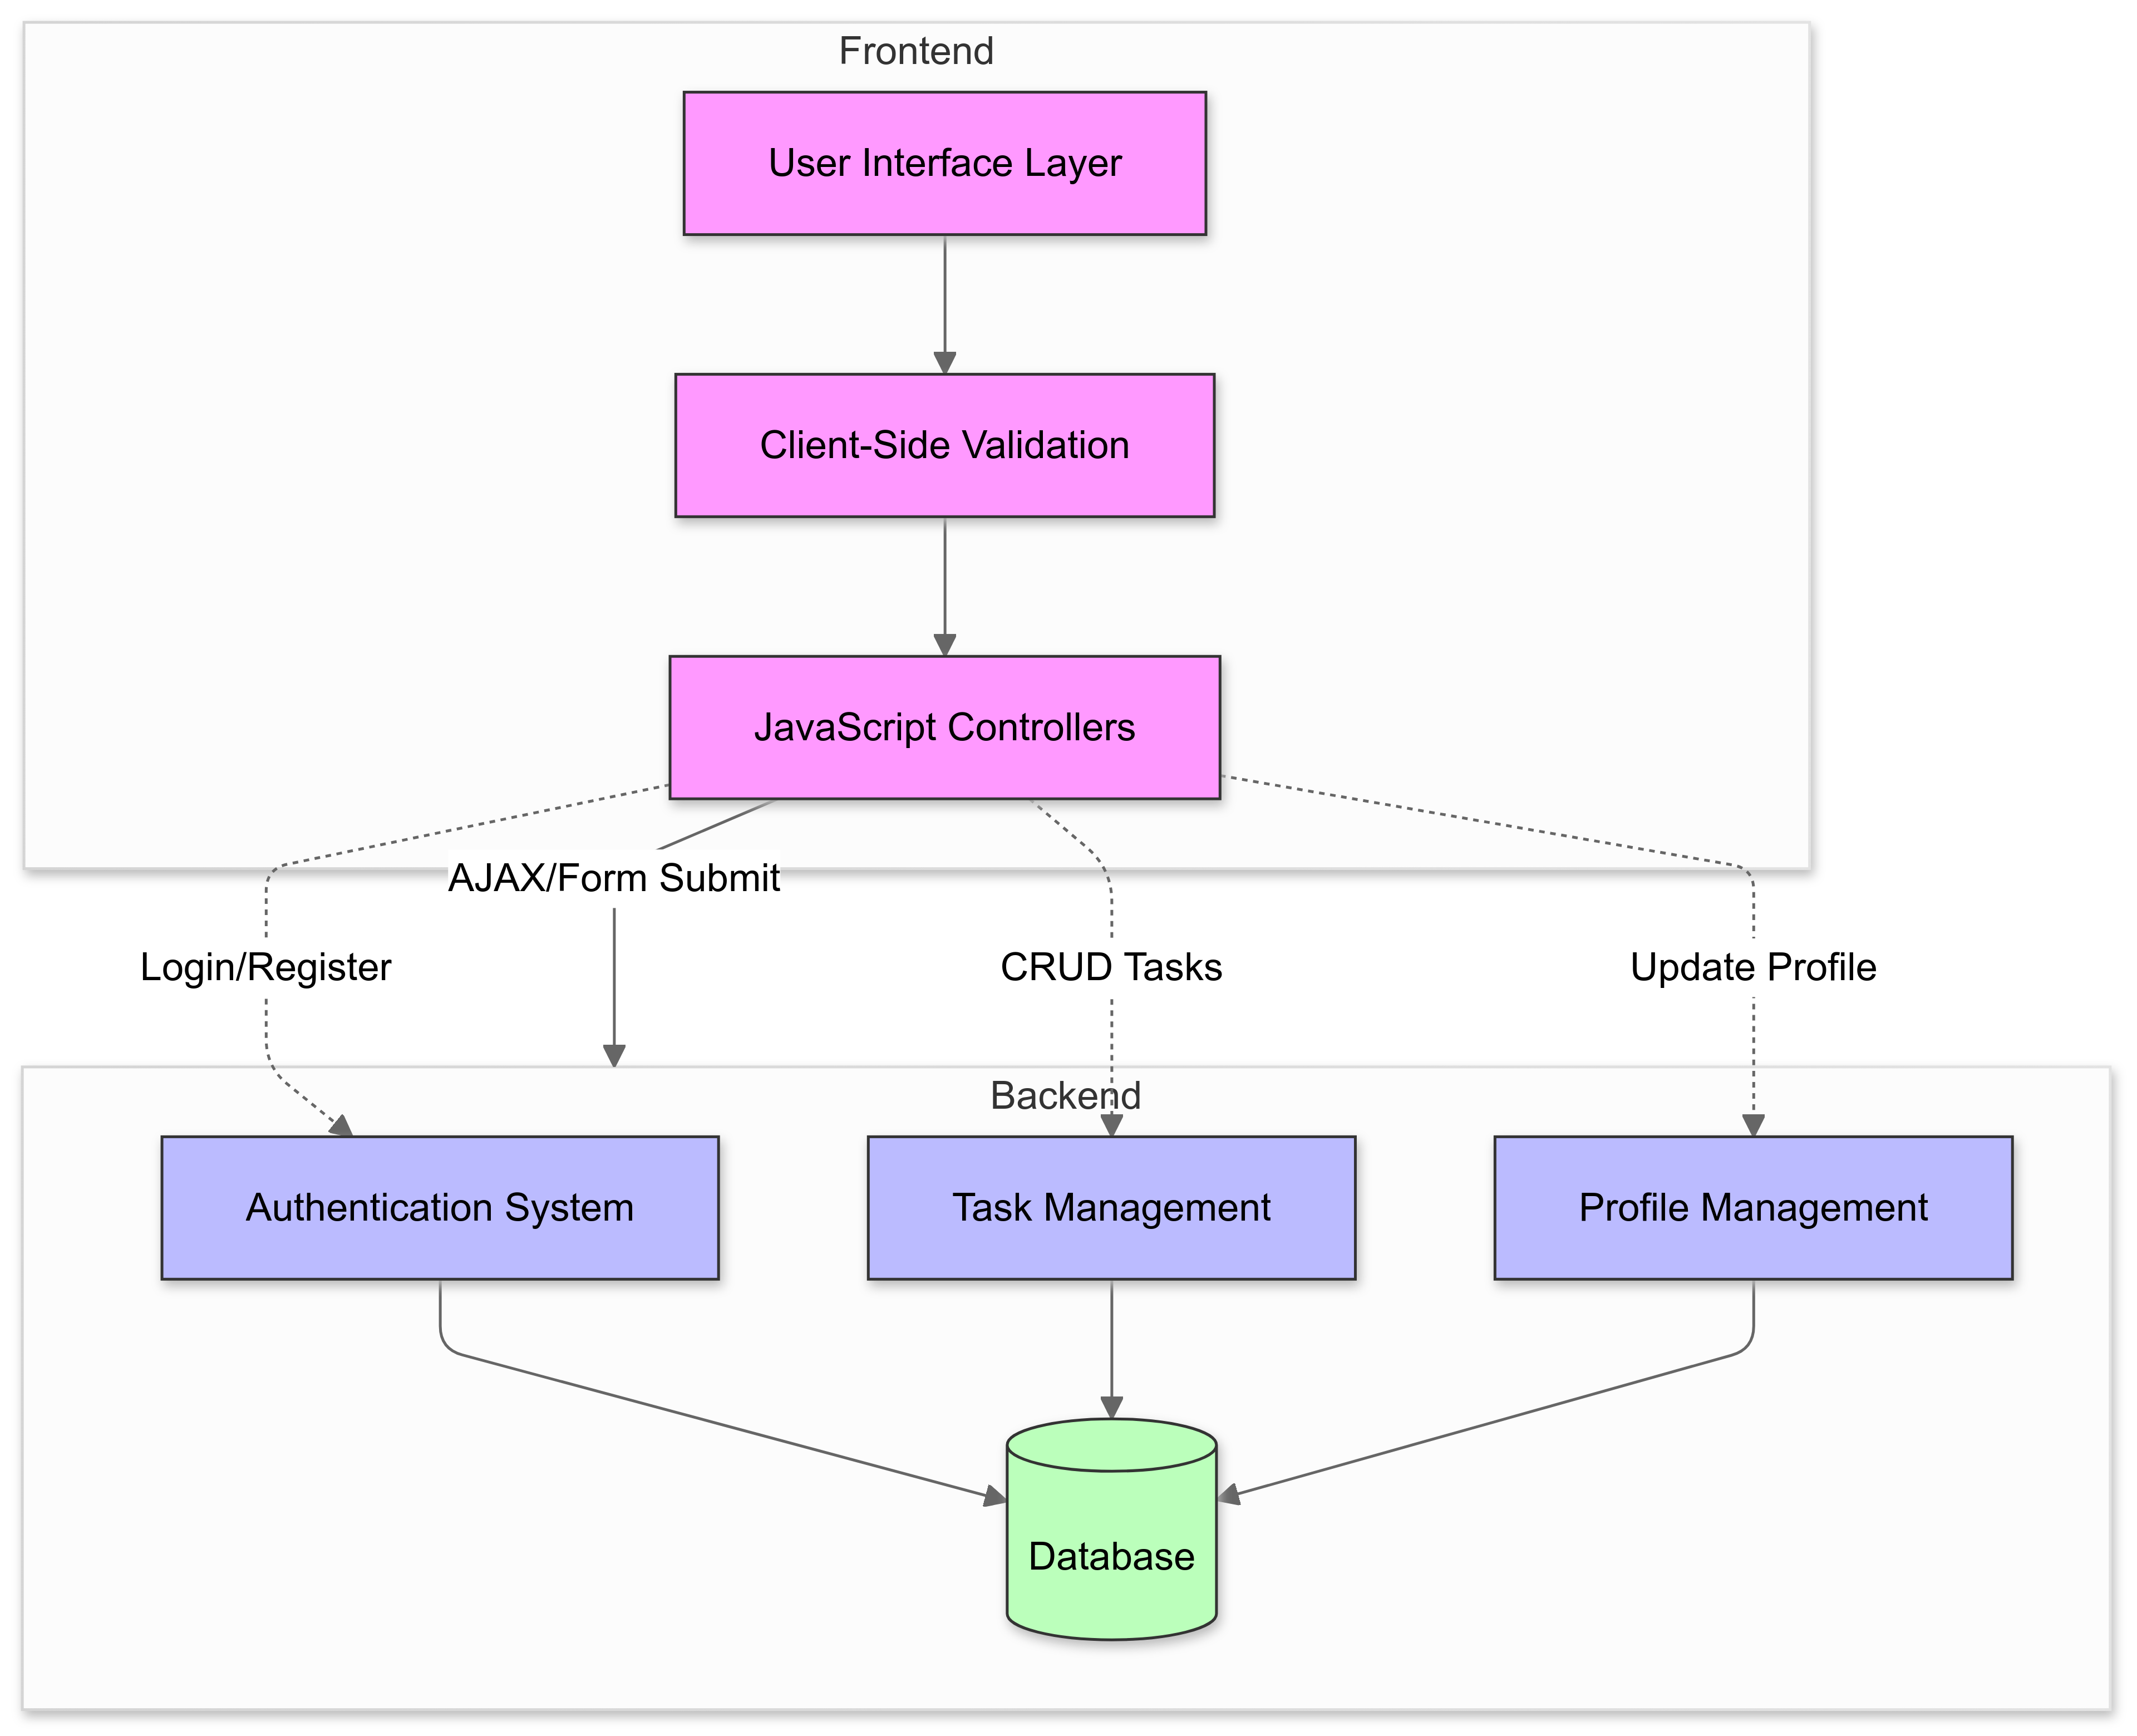 Frontend
User Interface Layer
Client-Side Validation
JavaScript Controllers
AJAX/Form Submit
Login/Register
CRUD Tasks
Update Profile
Backend
Authentication System
Task Management
Profile Management
Database